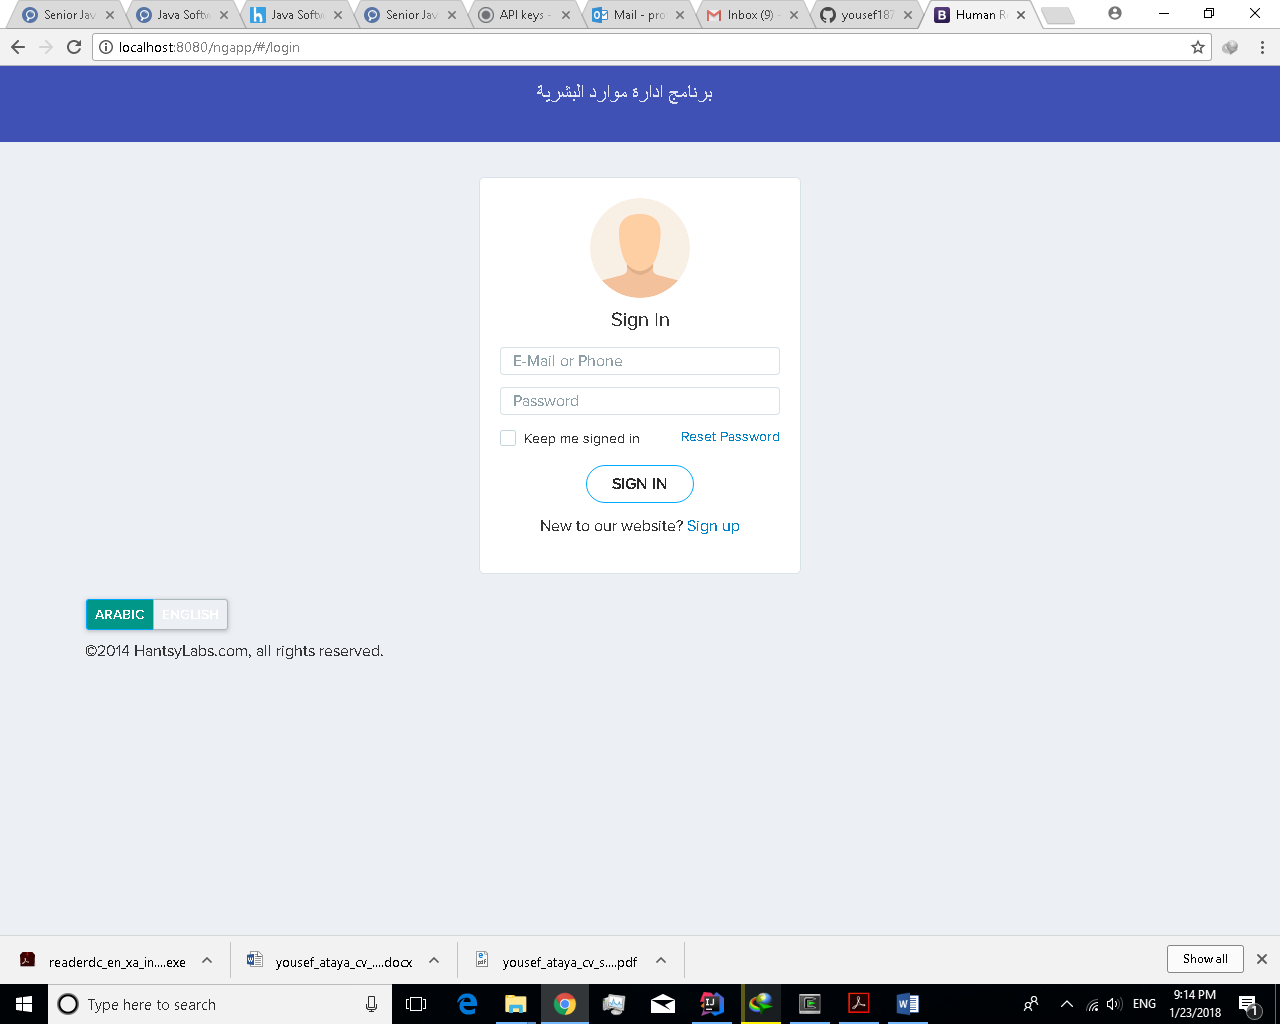 Senior Jav
Java Softw
Java Softw
Senior Jav
API keys -
Mail - pro
Inbox (9) -
yousef187
Human Re
localhost:8080/ngapp/#/login
برنامج ادارة موارد البشرية
Sign In
E-Mail or Phone
Password
Keep me signed in
Reset Password
SIGN IN
New to our website? Sign up
ARABIC
ENGLISH
©2014 HantsyLabs.com, all rights reserved.
readerdc_en_xa_in....exe
yousef_ataya_cv_....docx
yousef_ataya_cv_s....pdf
Show all
Type here to search
ENG
9:14 PM
1/23/2018
1